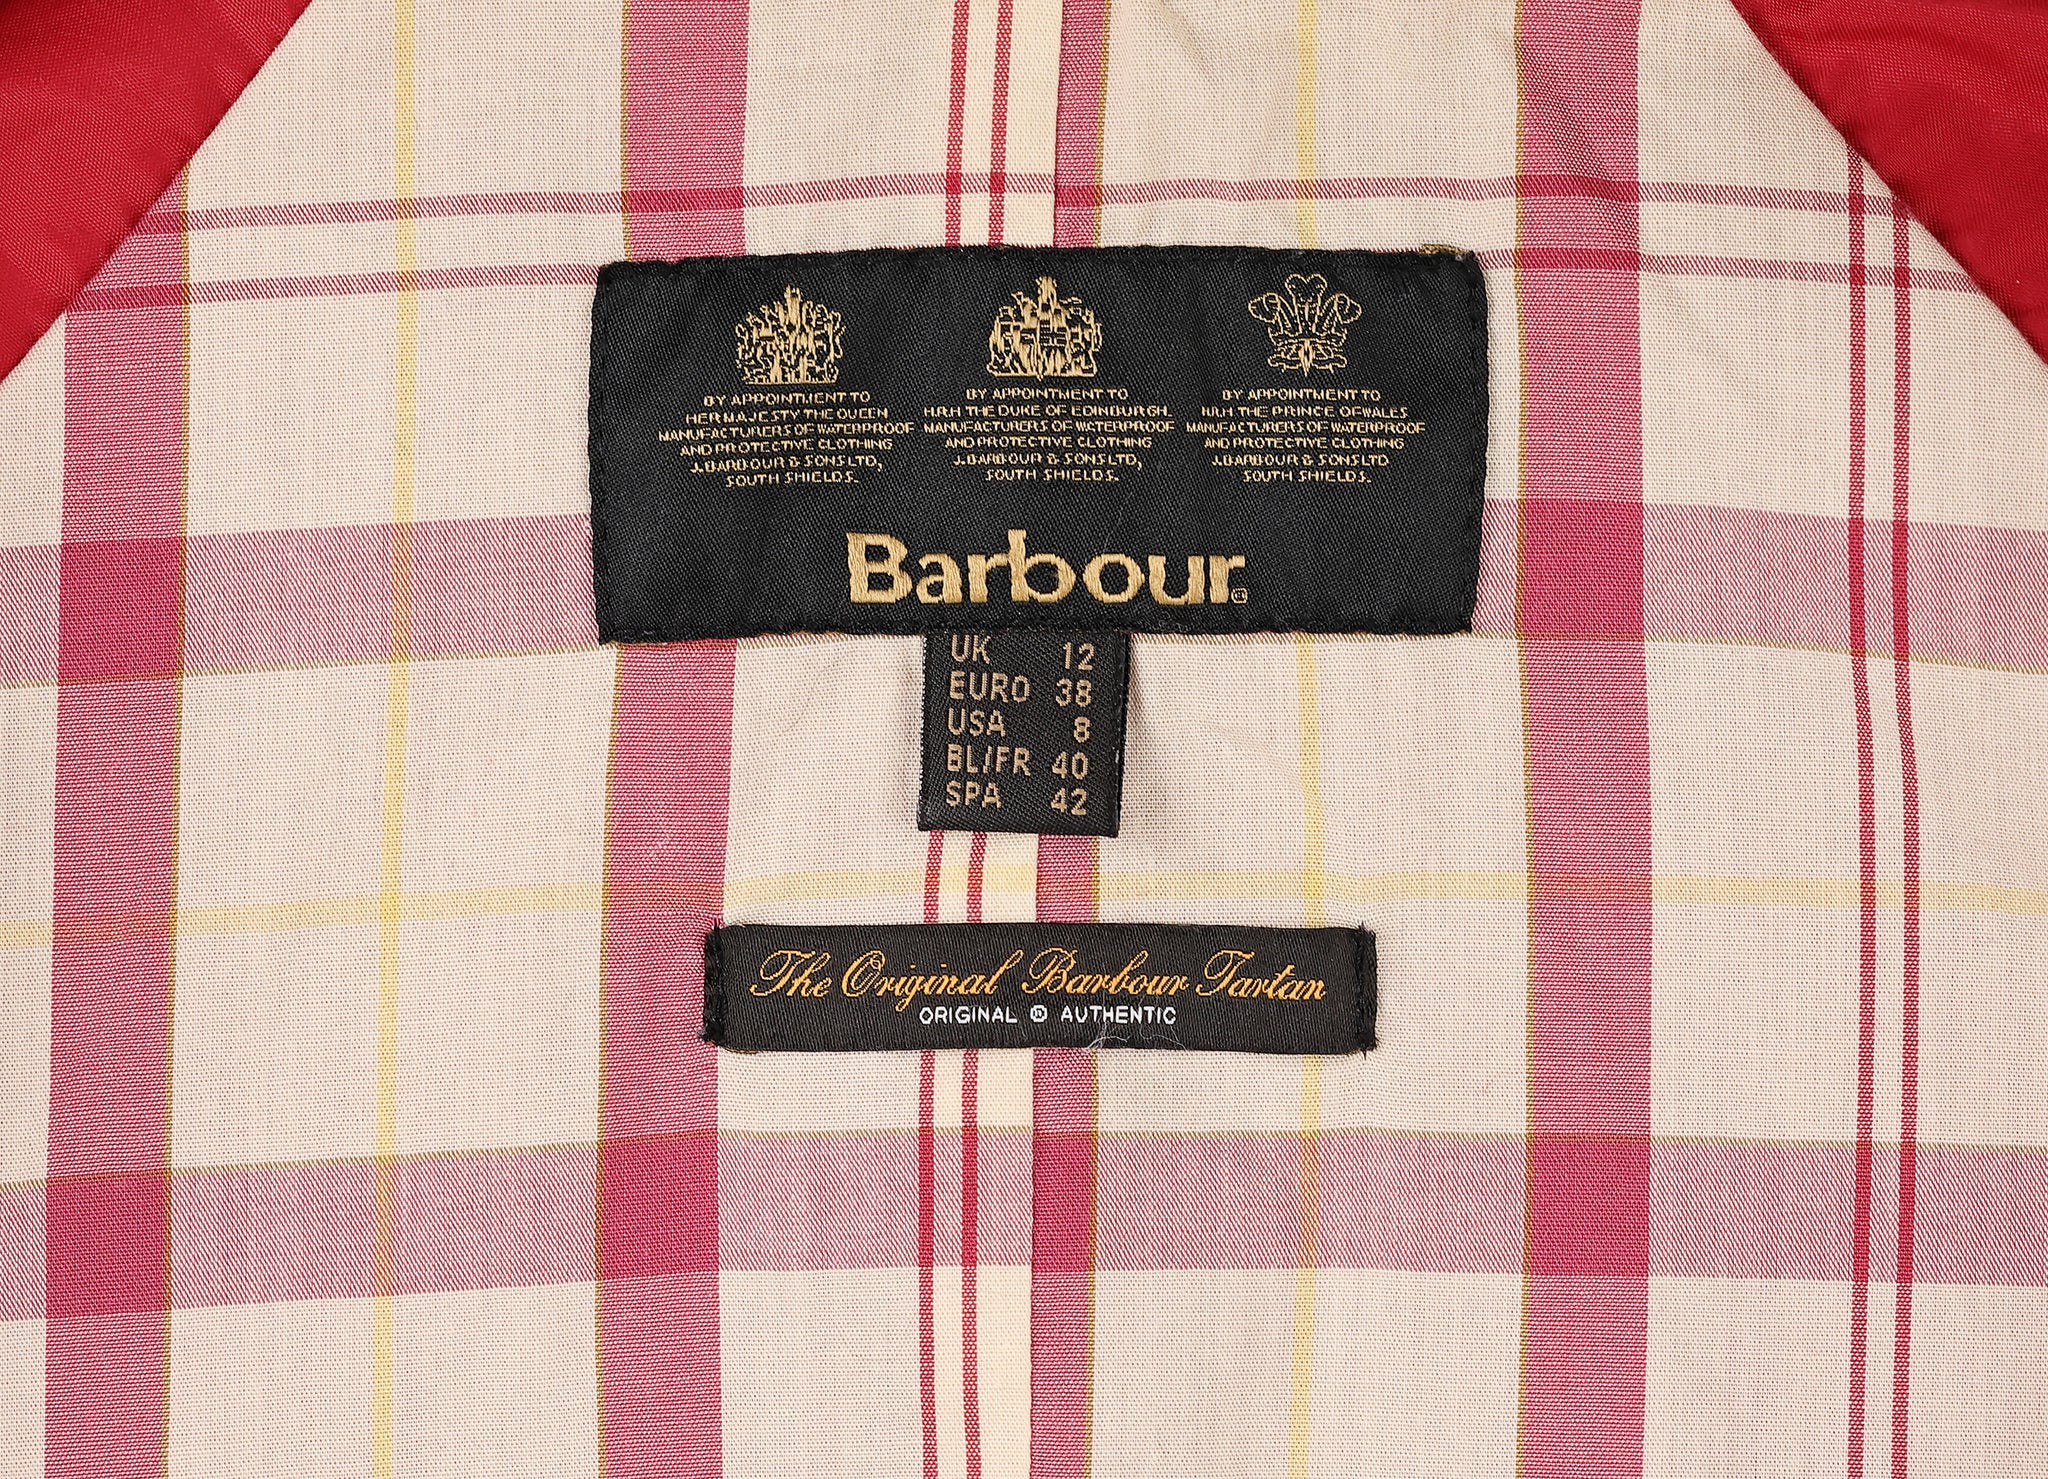 BY APPOINTMENT TO
HER MAJESTY THE QUEEN
MANUFACTURERS OF WATERPROOF
AND PROTECTIVE CLOTHING
J. BARBOUR & SONS LTD,
SOUTH SHIELDS.
BY APPOINTMENT TO
H.R.H THE DUKE OF EDINBURGH.
MANUFACTURERS OF WATERPROOF
AND PROTECTIVE CLOTHING
J. BARBOUR & SONS LTD,
SOUTH SHIELDS.
BY APPOINTMENT TO
H.R.H THE PRINCE OF WALES
MANUFACTURERS OF WATERPROOF
AND PROTECTIVE CLOTHING
J. BARBOUR & SONS LTD
SOUTH SHIELDS.
Barbour®
UK 12
EURO 38
USA 8
BL/FR 40
SPA 42
The Original Barbour Tartan
ORIGINAL ® AUTHENTIC